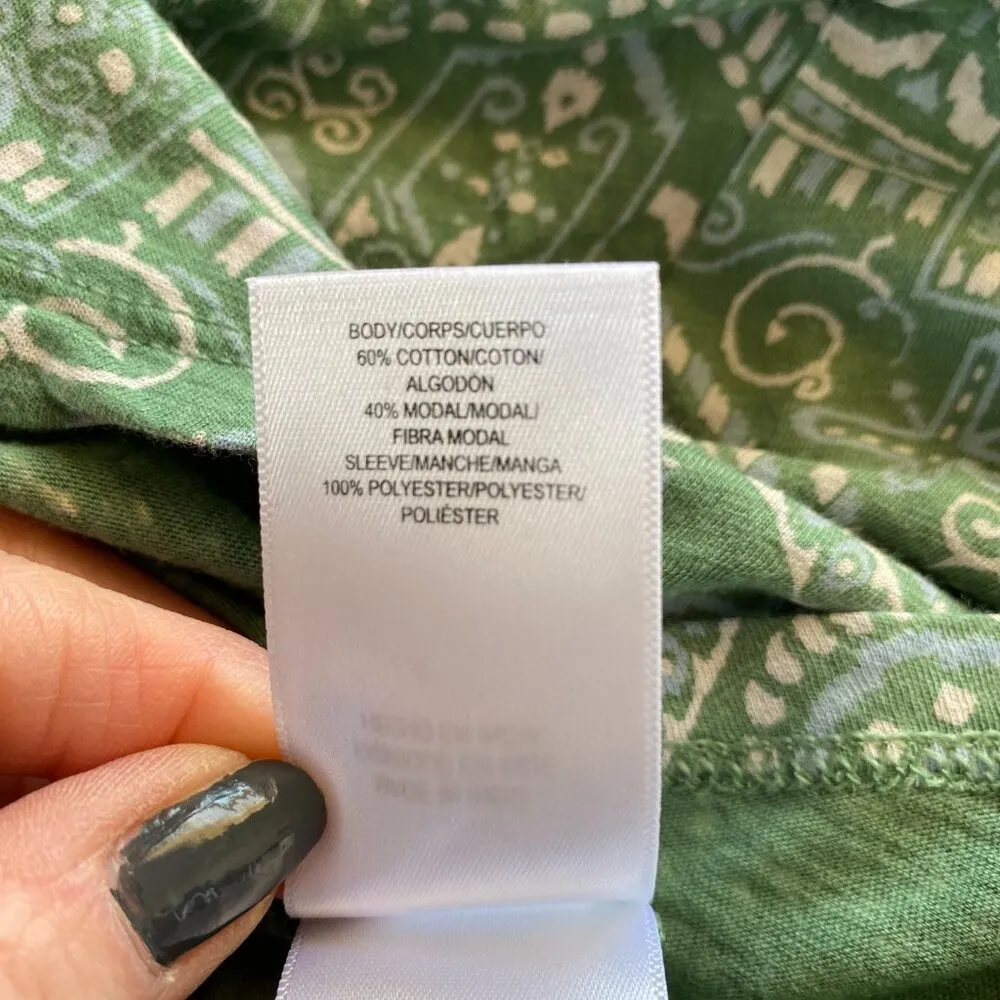 BODY/CORPS/CUERPO
60% COTTON/COTON/
ALGODÓN
40% MODAL/MODAL/
FIBRA MODAL
SLEEVE/MANCHE/MANGA
100% POLYESTER/POLYESTER/
POLIÉSTER